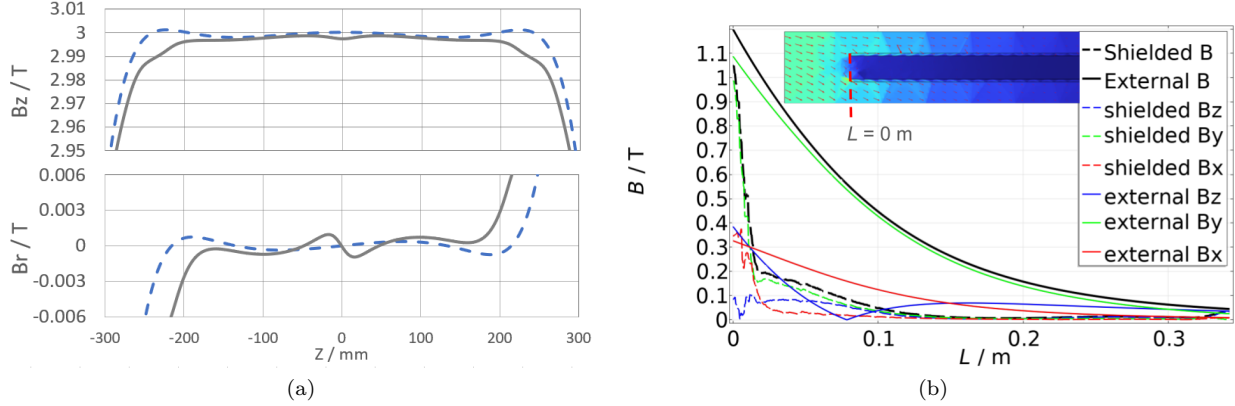 3.01
3
2.99
2.98
2.97
2.96
2.95
Bz / T
0.006
0.003
0
-0.003
-0.006
Br / T
-300
-200
-100
0
100
200
300
Z / mm
(a)
1.1
1
0.9
0.8
0.7
0.6
0.5
0.4
0.3
0.2
0.1
0
B / T
L = 0 m
Shielded B
External B
shielded Bz
shielded By
shielded Bx
external Bz
external By
external Bx
0
0.1
0.2
0.3
L / m
(b)